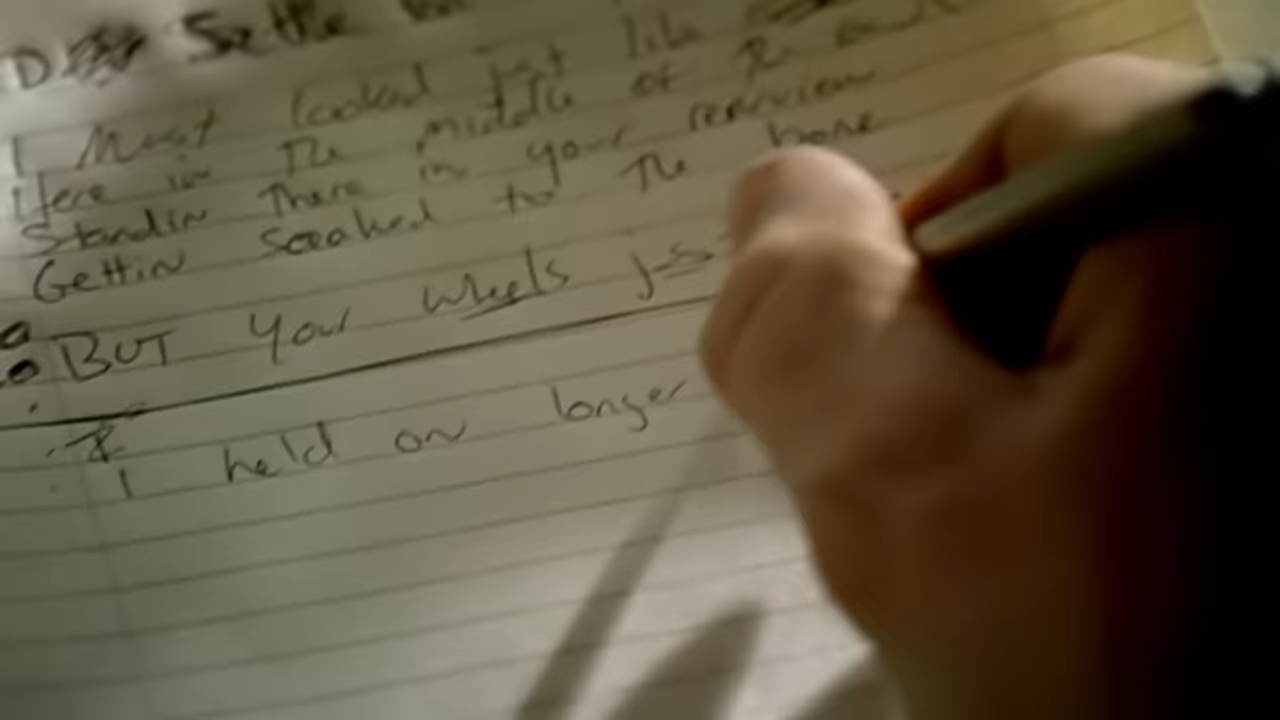 I Must looked just like
Here in The middle of The
Standin There in your rearview
Gettin soaked to The bone
BUT Your wheels just
I held on longer